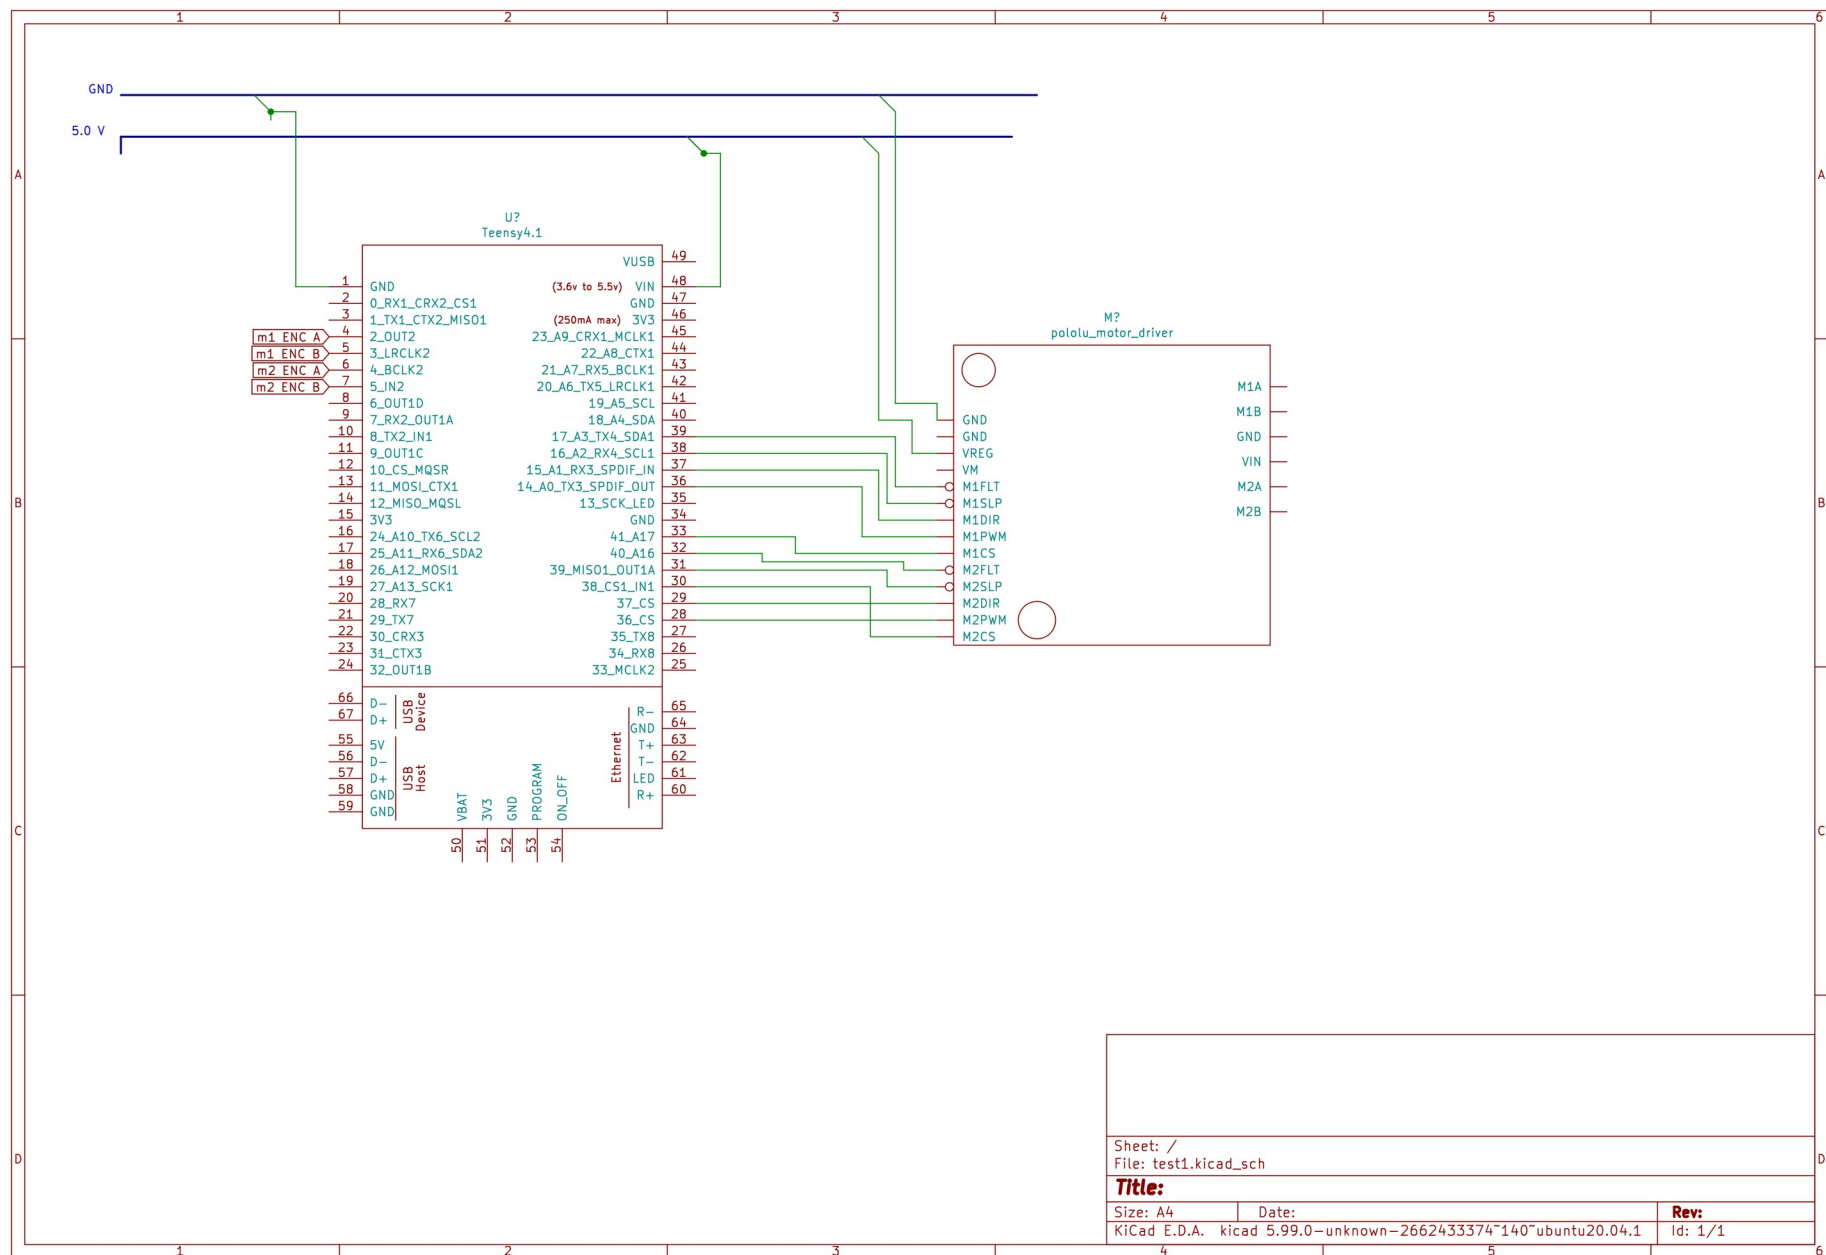 1 2 3 4 5 6
GND
5.0 V
A A
U?
Teensy4.1
VUSB 49
1 GND (3.6v to 5.5v) VIN 48
2 0_RX1_CRX2_CS1 GND 47
3 1_TX1_CTX2_MISO1 (250mA max) 3V3 46
m1 ENC A 4 2_OUT2 23_A9_CRX1_MCLK1 45
m1 ENC B 5 3_LRCLK2 22_A8_CTX1 44
m2 ENC A 6 4_BCLK2 21_A7_RX5_BCLK1 43
m2 ENC B 7 5_IN2 20_A6_TX5_LRCLK1 42
8 6_OUT1D 19_A5_SCL 41
9 7_RX2_OUT1A 18_A4_SDA 40
10 8_TX2_IN1 17_A3_TX4_SDA1 39
11 9_OUT1C 16_A2_RX4_SCL1 38
12 10_CS_MQSR 15_A1_RX3_SPDIF_IN 37
13 11_MOSI_CTX1 14_A0_TX3_SPDIF_OUT 36
14 12_MISO_MQSL 13_SCK_LED 35
15 3V3 GND 34
16 24_A10_TX6_SCL2 41_A17 33
17 25_A11_RX6_SDA2 40_A16 32
18 26_A12_MOSI1 39_MISO1_OUT1A 31
19 27_A13_SCK1 38_CS1_IN1 30
20 28_RX7 37_CS 29
21 29_TX7 36_CS 28
22 30_CRX3 35_TX8 27
23 31_CTX3 34_RX8 26
24 32_OUT1B 33_MCLK2 25
66 D-
67 D+
USB
Device
55 5V
56 D-
57 D+
58 GND
59 GND
USB
Host
R- 65
GND 64
T+ 63
T- 62
LED 61
R+ 60
Ethernet
VBAT 50
3V3 51
GND 52
PROGRAM 53
ON_OFF 54
M?
pololu_motor_driver
GND
GND
VREG
VM
M1FLT
M1SLP
M1DIR
M1PWM
M1CS
M2FLT
M2SLP
M2DIR
M2PWM
M2CS
M1A
M1B
GND
VIN
M2A
M2B
B B
C C
D D
Sheet: /
File: test1.kicad_sch
Title:
Size: A4 Date: Rev:
KiCad E.D.A. kicad 5.99.0-unknown-2662433374~140~ubuntu20.04.1 Id: 1/1
1 2 3 4 5 6